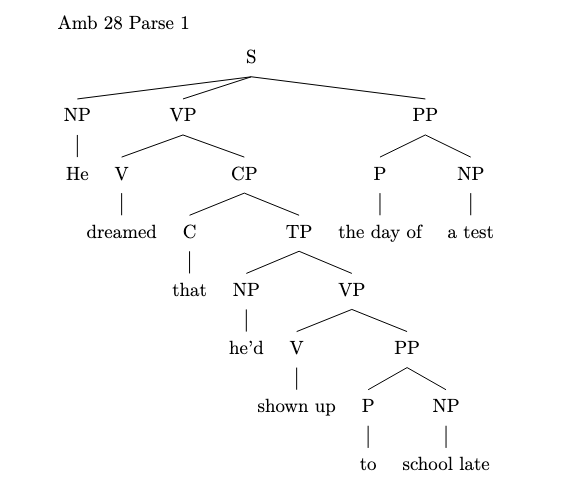 Amb 28 Parse 1
S
NP VP PP
He V CP P NP
dreamed C TP the day of a test
that NP VP
he'd V PP
shown up P NP
to school late